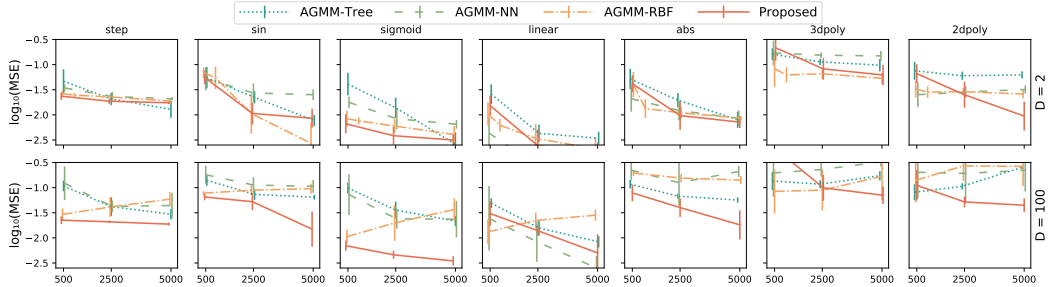 AGMM-Tree AGMM-NN AGMM-RBF Proposed
step sin sigmoid linear abs 3dpoly 2dpoly
log10(MSE)
−0.5
−1.0
−1.5
−2.0
−2.5
D = 2
log10(MSE)
−0.5
−1.0
−1.5
−2.0
−2.5
D = 100
500 2500 5000 500 2500 5000 500 2500 5000 500 2500 5000 500 2500 5000 500 2500 5000 500 2500 5000